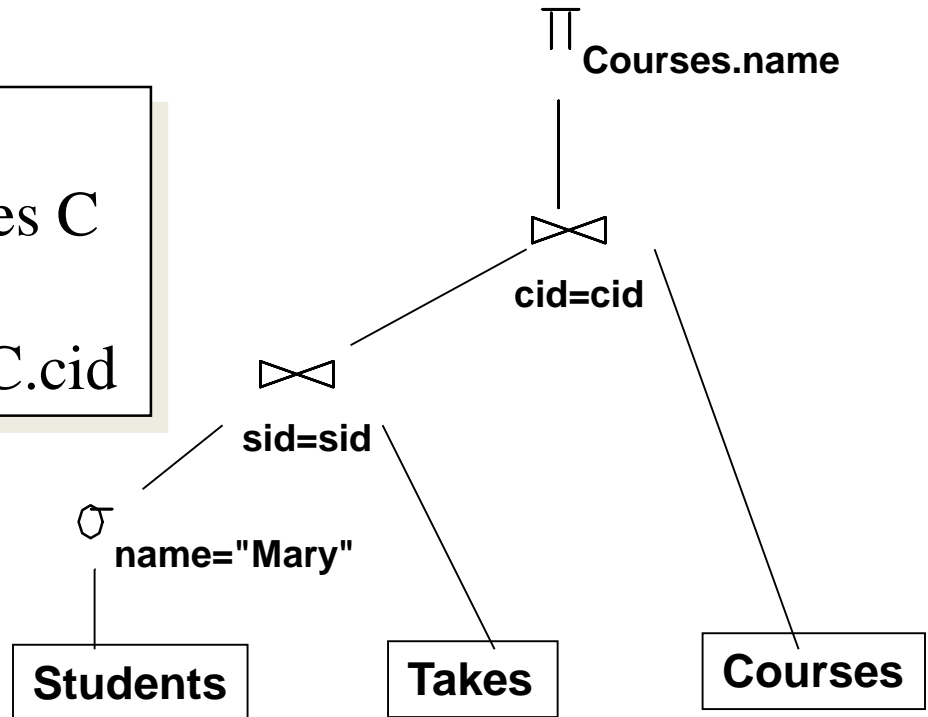 Π Courses.name
es C
cid=cid
C.cid
sid=sid
σ name="Mary"
Students
Takes
Courses